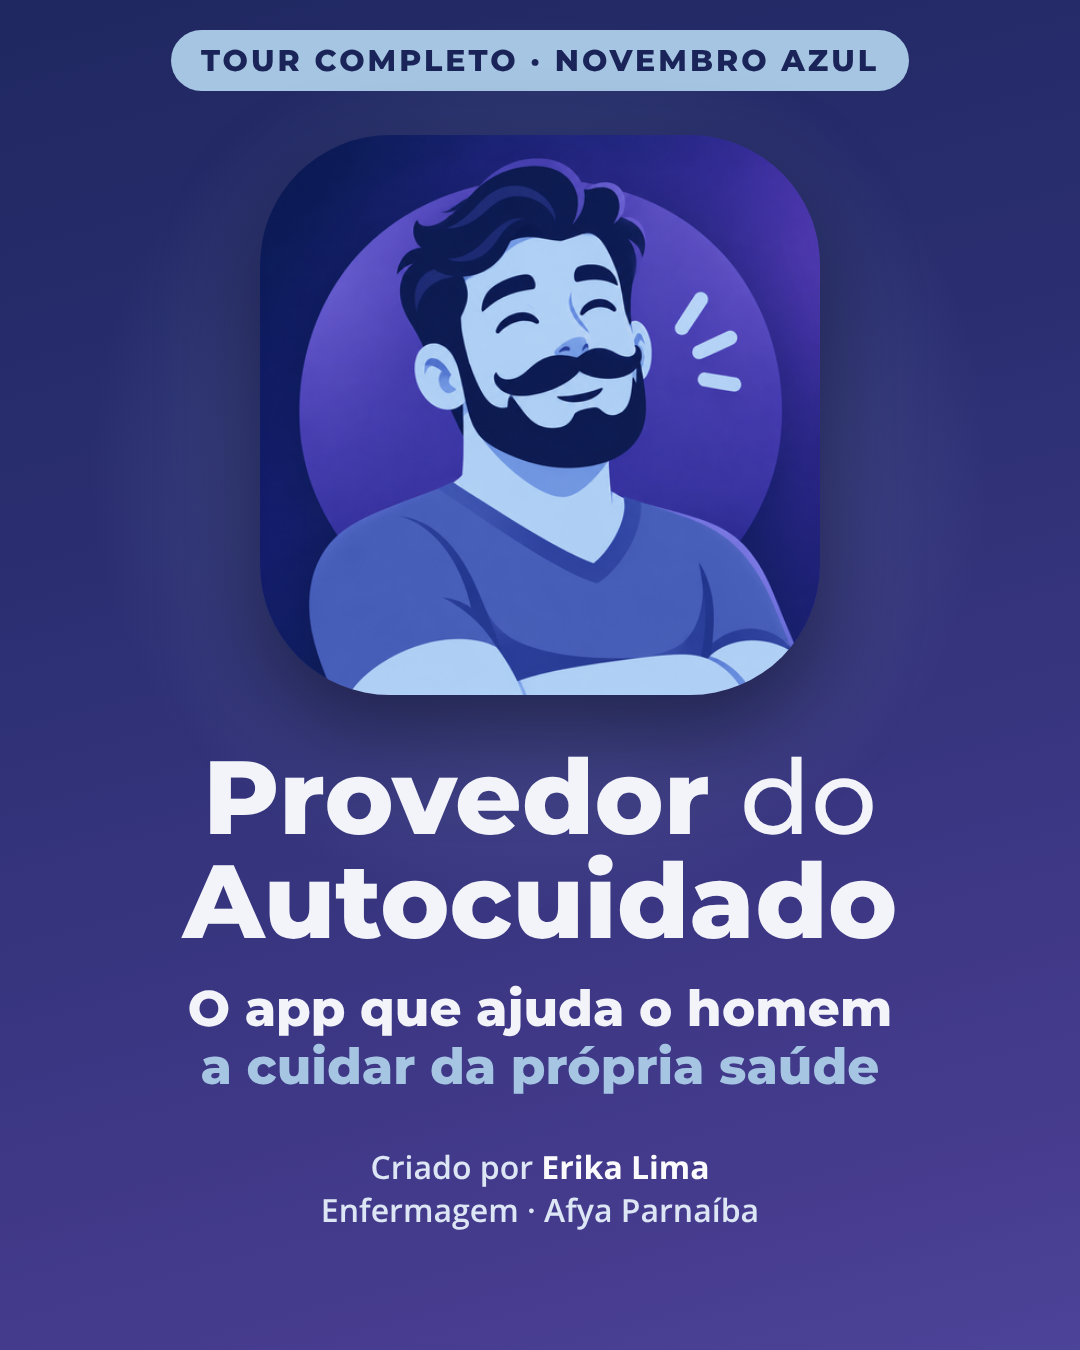 TOUR COMPLETO · NOVEMBRO AZUL
Provedor do
Autocuidado
O app que ajuda o homem
a cuidar da própria saúde
Criado por Erika Lima
Enfermagem · Afya Parnaíba